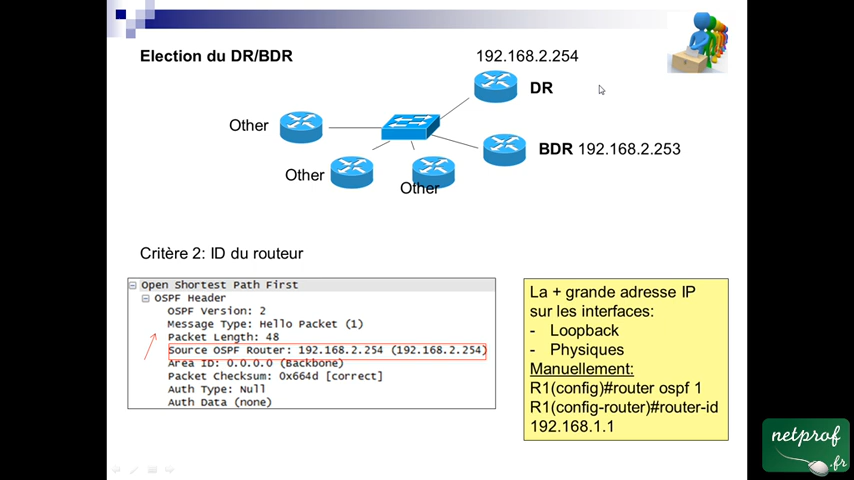 Election du DR/BDR
192.168.2.254
DR
Other
BDR 192.168.2.253
Other
Other
Critère 2: ID du routeur
Open Shortest Path First
OSPF Header
OSPF Version: 2
Message Type: Hello Packet (1)
Packet Length: 48
Source OSPF Router: 192.168.2.254 (192.168.2.254)
Area ID: 0.0.0.0 (Backbone)
Packet Checksum: 0x664d [correct]
Auth Type: Null
Auth Data (none)
La + grande adresse IP
sur les interfaces:
- Loopback
- Physiques
Manuellement:
R1(config)#router ospf 1
R1(config-router)#router-id
192.168.1.1
netprof
.fr